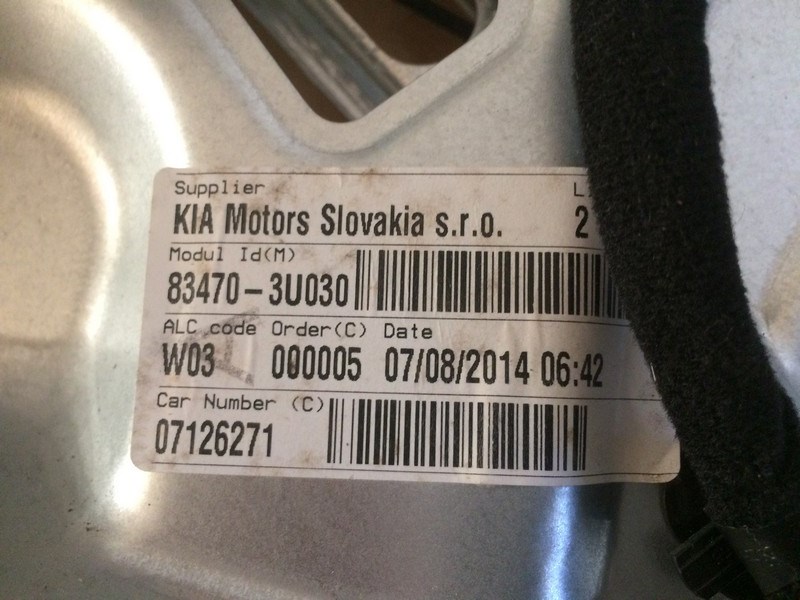 Supplier L
KIA Motors Slovakia s.r.o. 2
Modul Id(M)
83470-3U030
ALC code Order(C) Date
W03 000005 07/08/2014 06:42
Car Number (C)
07126271